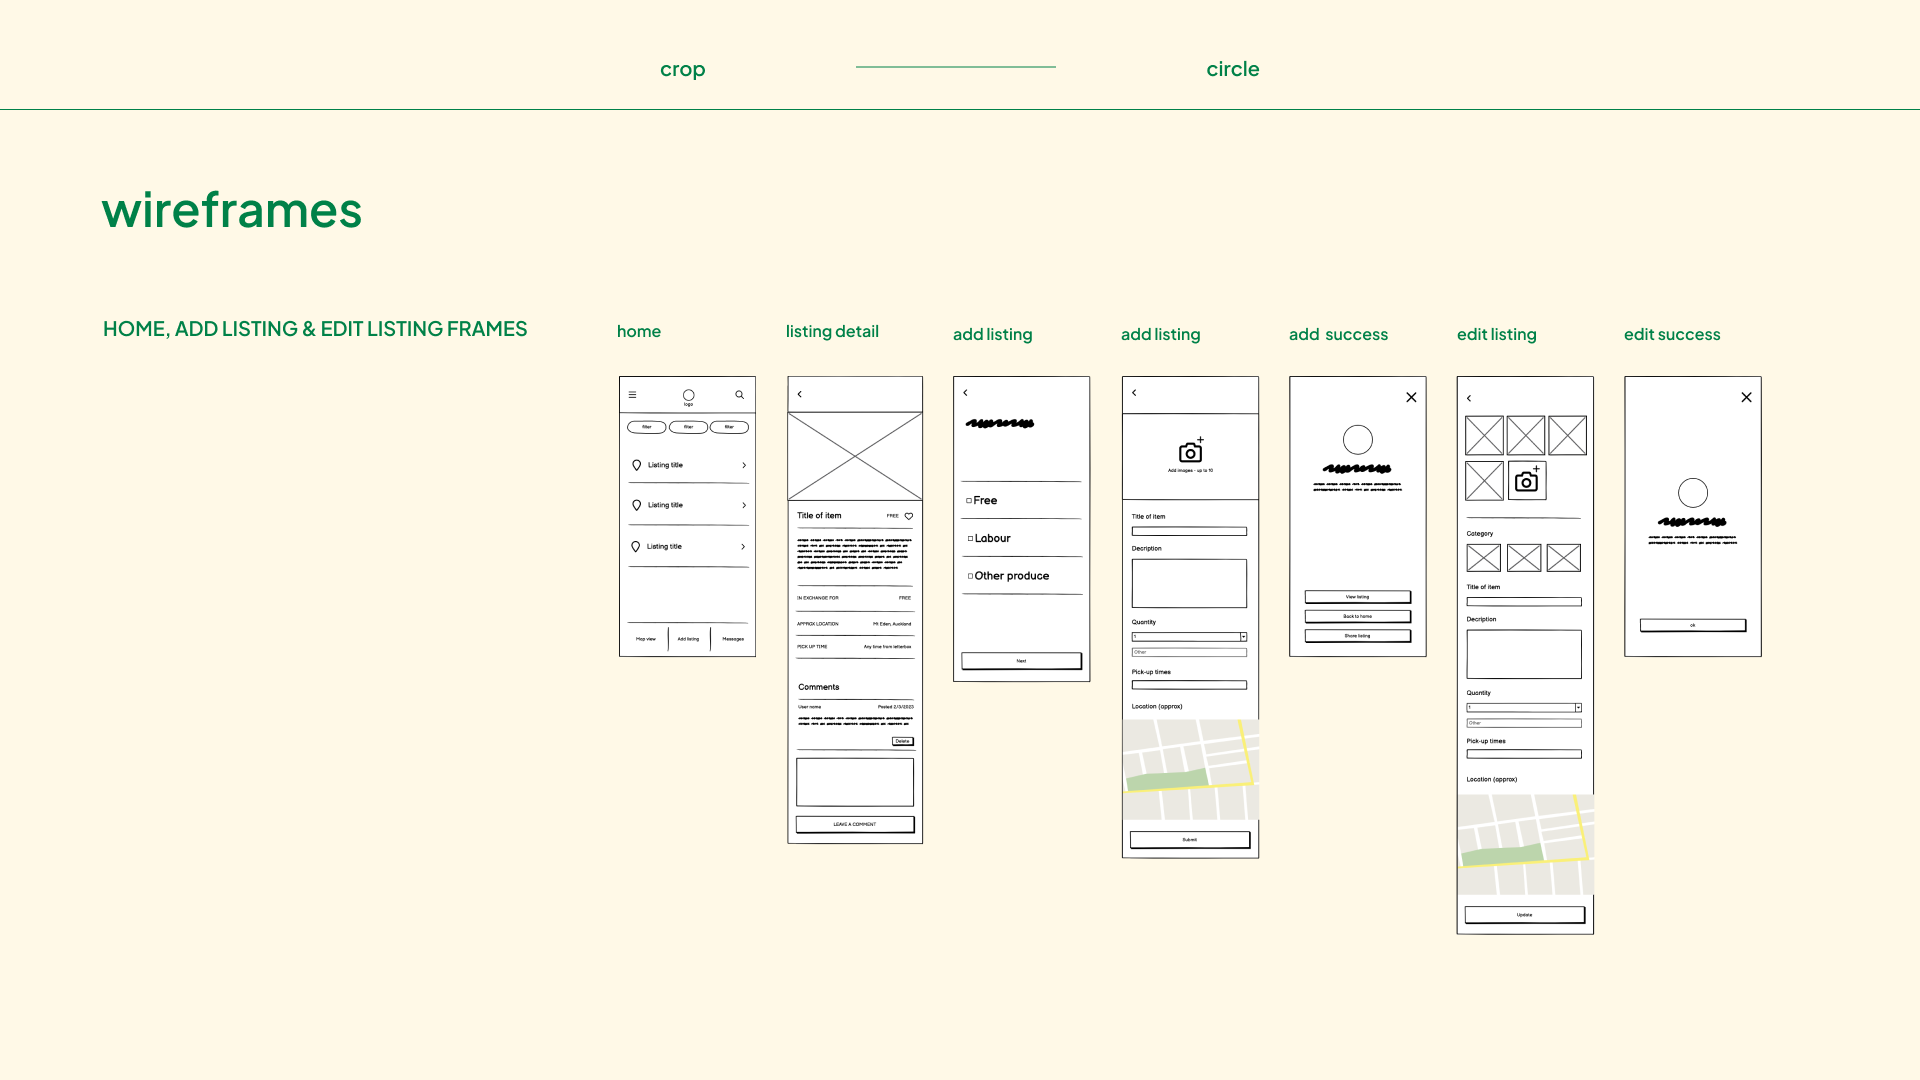 crop
circle
wireframes
HOME, ADD LISTING & EDIT LISTING FRAMES
home
listing detail
add listing
add listing
add success
edit listing
edit success
logo
filter filter filter
Listing title
Listing title
Listing title
Map view Add listing Messages
Title of item FREE
IN EXCHANGE FOR FREE
APPROX LOCATION Mt Eden, Auckland
PICK UP TIME Any time from letterbox
Comments
User name Posted 2/3/2023
Delete
LEAVE A COMMENT
Free
Labour
Other produce
Next
Add images - up to 10
Title of item
Decription
Quantity
1
Other
Pick-up times
Location (approx)
Submit
View listing
Back to home
Share listing
Category
Title of item
Decription
Quantity
1
Other
Pick-up times
Location (approx)
Update
ok